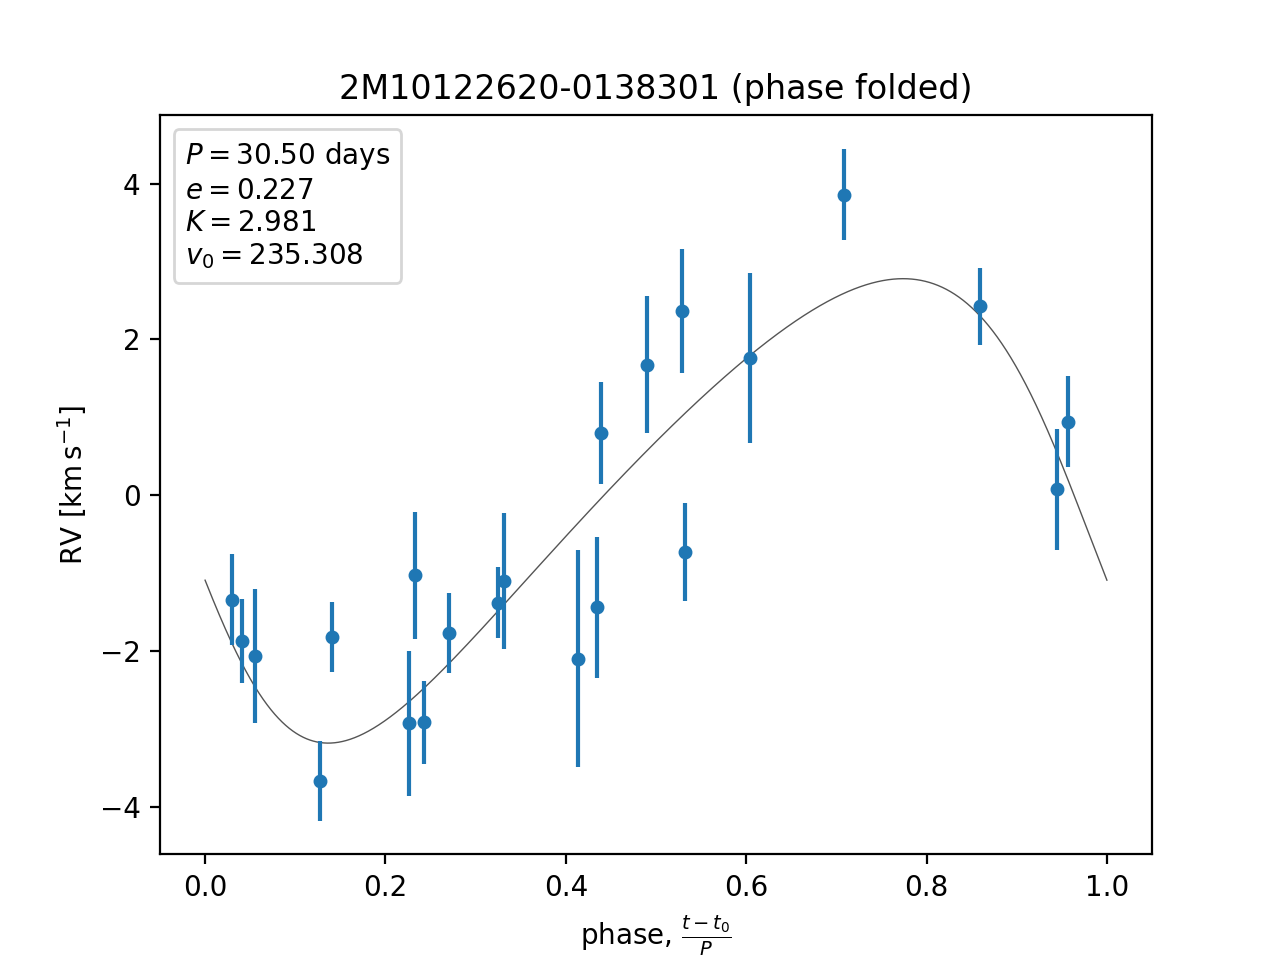 2M10122620-0138301 (phase folded)
P = 30.50 days
e = 0.227
K = 2.981
v₀ = 235.308
4
2
0
−2
−4
RV [km s⁻¹]
0.0 0.2 0.4 0.6 0.8 1.0
phase, (t − t₀)/P